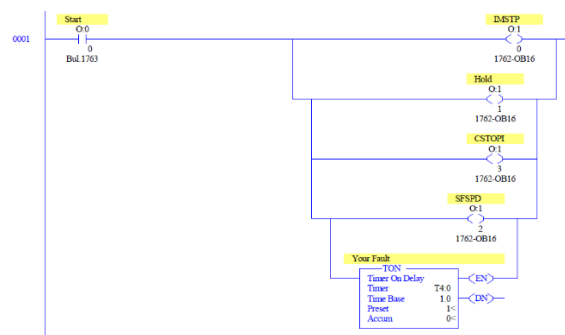 Start
O:0
0001
0
Bul.1763
IMSTP
O:1
0
1762-OB16
Hold
O:1
1
1762-OB16
CSTOPI
O:1
3
1762-OB16
SFSPD
O:1
2
1762-OB16
Your Fault
TON
Timer On Delay
EN
Timer T4:0
Time Base 1.0
DN
Preset 1<
Accum 0<